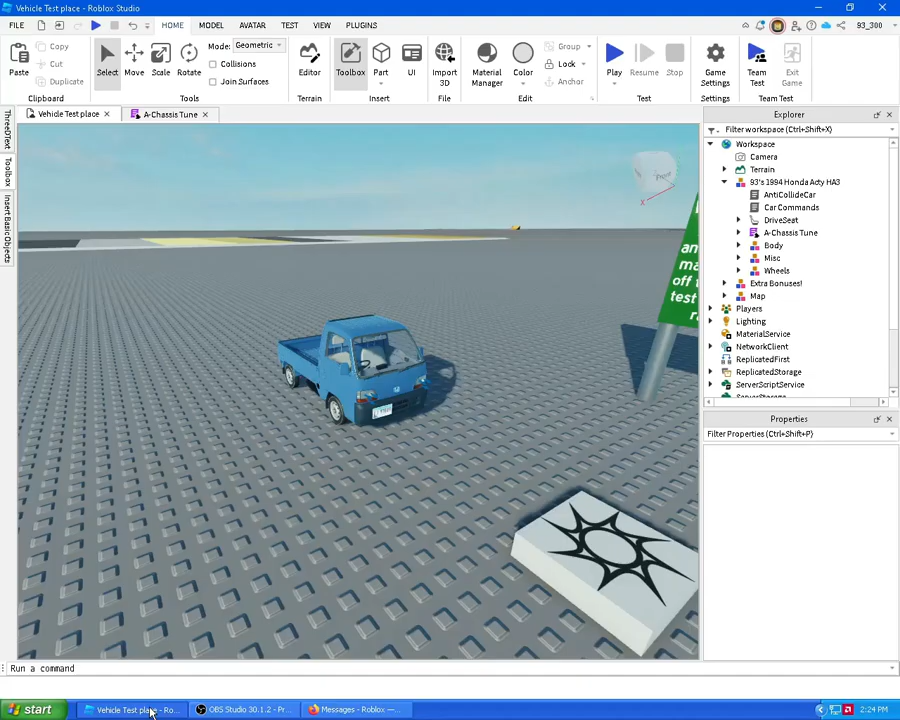 Vehicle Test place - Roblox Studio
FILE HOME MODEL AVATAR TEST VIEW PLUGINS 93_300
Paste Copy Cut Duplicate Select Move Scale Rotate Mode: Geometric Collisions Join Surfaces Editor Toolbox Part UI Import 3D Material Manager Color Group Lock Anchor Play Resume Stop Game Settings Team Test Exit Game
Clipboard Tools Terrain Insert File Edit Test Settings Team Test
Vehicle Test place A-Chassis Tune Explorer
ThreeDText
Toolbox
Insert Basic Objects
Filter workspace (Ctrl+Shift+X)
Workspace
Camera
Terrain
93's 1994 Honda Acty HA3
AntiCollideCar
Car Commands
DriveSeat
A-Chassis Tune
Body
Misc
Wheels
Extra Bonuses!
Map
Players
Lighting
MaterialService
NetworkClient
ReplicatedFirst
ReplicatedStorage
ServerScriptService
Properties
Filter Properties (Ctrl+Shift+P)
Run a command
start Vehicle Test place - Ro... OBS Studio 30.1.2 - Pr... Messages - Roblox —... 2:24 PM